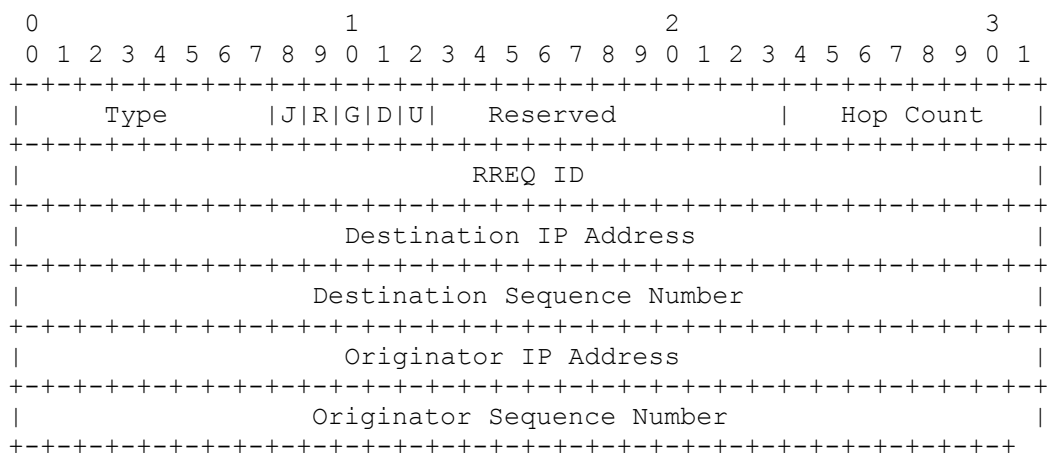 0                   1                   2                   3
 0 1 2 3 4 5 6 7 8 9 0 1 2 3 4 5 6 7 8 9 0 1 2 3 4 5 6 7 8 9 0 1
+-+-+-+-+-+-+-+-+-+-+-+-+-+-+-+-+-+-+-+-+-+-+-+-+-+-+-+-+-+-+-+-+
|     Type      |J|R|G|D|U|   Reserved          |   Hop Count   |
+-+-+-+-+-+-+-+-+-+-+-+-+-+-+-+-+-+-+-+-+-+-+-+-+-+-+-+-+-+-+-+-+
|                            RREQ ID                            |
+-+-+-+-+-+-+-+-+-+-+-+-+-+-+-+-+-+-+-+-+-+-+-+-+-+-+-+-+-+-+-+-+
|                    Destination IP Address                     |
+-+-+-+-+-+-+-+-+-+-+-+-+-+-+-+-+-+-+-+-+-+-+-+-+-+-+-+-+-+-+-+-+
|                  Destination Sequence Number                  |
+-+-+-+-+-+-+-+-+-+-+-+-+-+-+-+-+-+-+-+-+-+-+-+-+-+-+-+-+-+-+-+-+
|                    Originator IP Address                      |
+-+-+-+-+-+-+-+-+-+-+-+-+-+-+-+-+-+-+-+-+-+-+-+-+-+-+-+-+-+-+-+-+
|                  Originator Sequence Number                   |
+-+-+-+-+-+-+-+-+-+-+-+-+-+-+-+-+-+-+-+-+-+-+-+-+-+-+-+-+-+-+-+